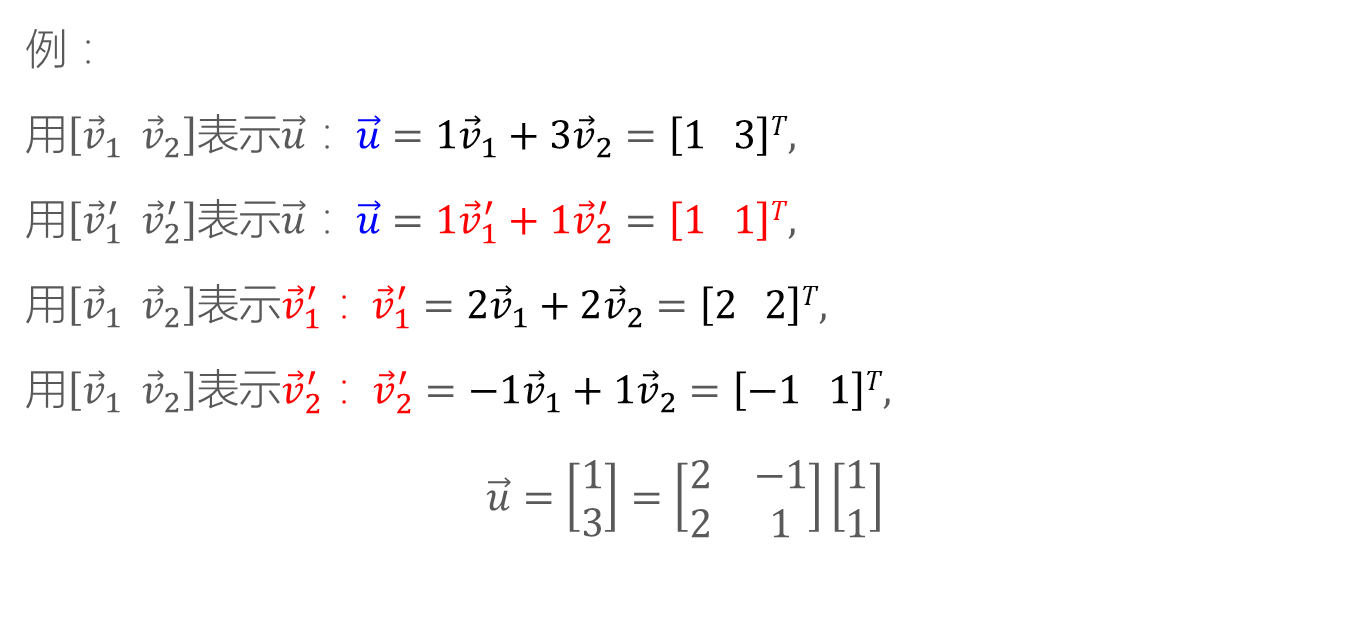 例：
用[v⃗₁ v⃗₂]表示u⃗：u⃗ = 1v⃗₁ + 3v⃗₂ = [1 3]ᵀ,
用[v⃗₁′ v⃗₂′]表示u⃗：u⃗ = 1v⃗₁′ + 1v⃗₂′ = [1 1]ᵀ,
用[v⃗₁ v⃗₂]表示v⃗₁′：v⃗₁′ = 2v⃗₁ + 2v⃗₂ = [2 2]ᵀ,
用[v⃗₁ v⃗₂]表示v⃗₂′：v⃗₂′ = −1v⃗₁ + 1v⃗₂ = [−1 1]ᵀ,
u⃗ = [1; 3] = [2 −1; 2 1][1; 1]